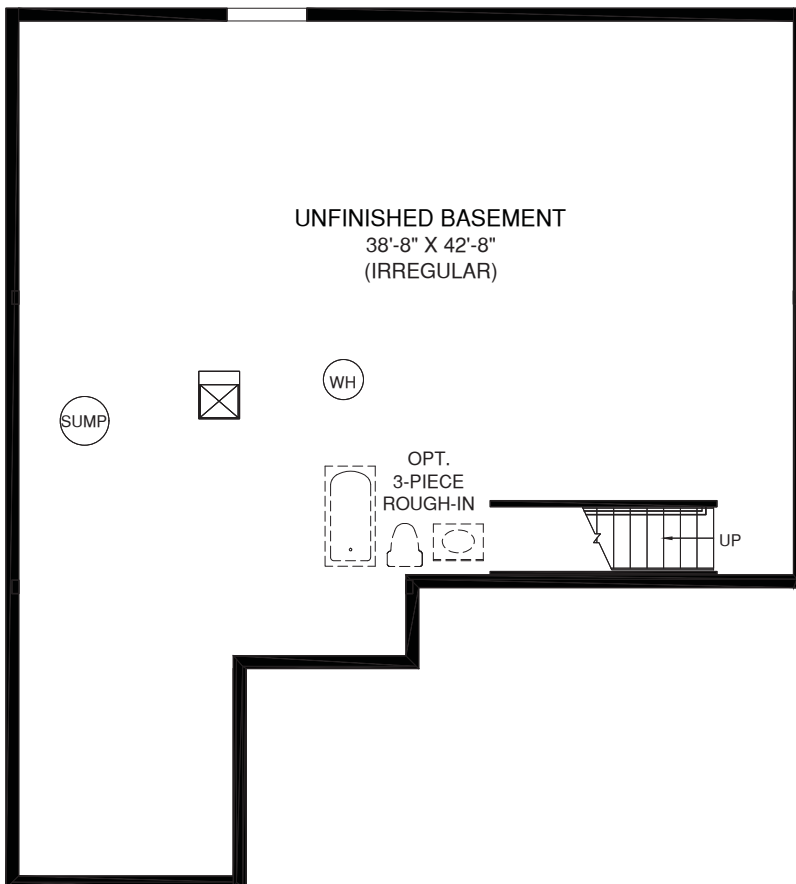 UNFINISHED BASEMENT
38'-8" X 42'-8"
(IRREGULAR)
WH
SUMP
OPT.
3-PIECE
ROUGH-IN
UP